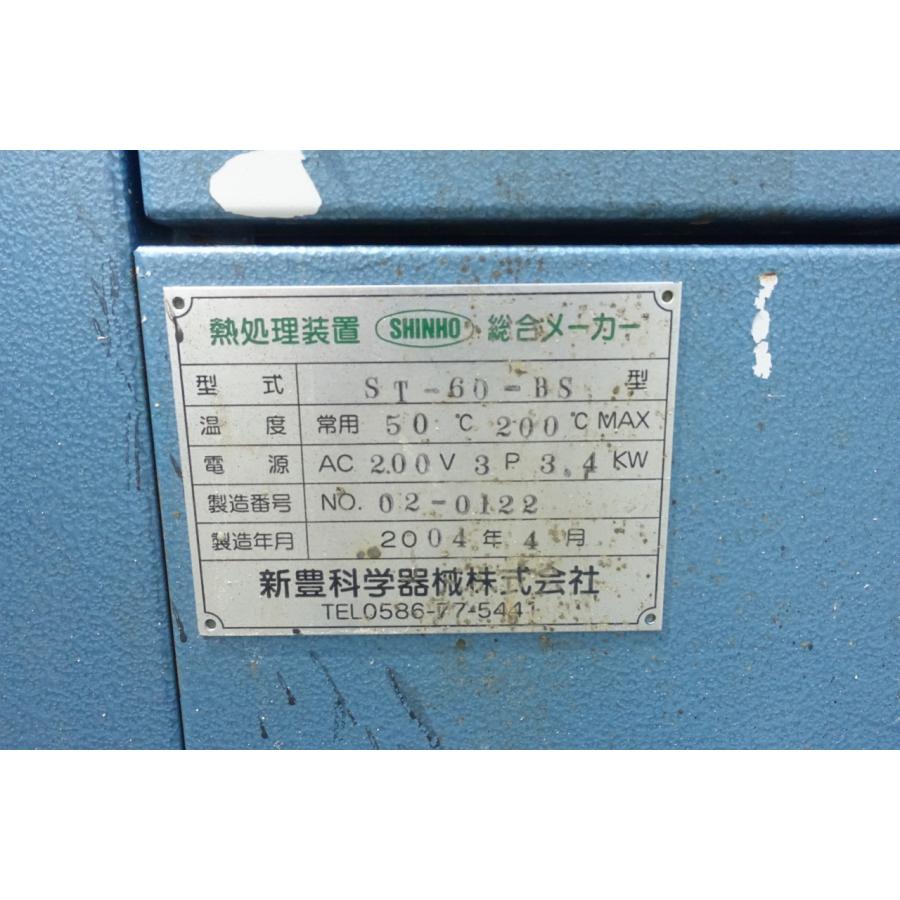 熱処理装置 SHINHO 総合メーカー
型式 ST-60-BS 型
温度 常用 50 ℃ 200℃ MAX
電源 AC 200V 3 P 3.4 KW
製造番号 NO. 02-0122
製造年月 2004 年 4 月
新豊科学器械株式会社
TEL0586-77-5441